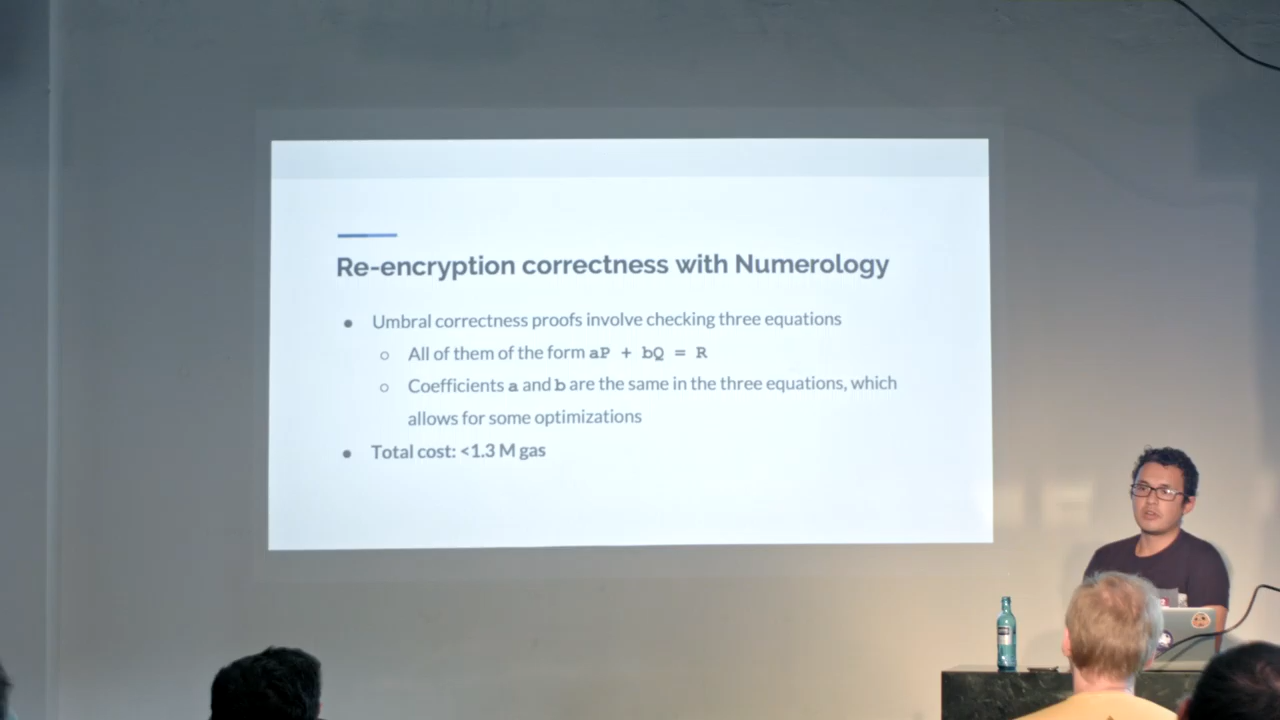 Re-encryption correctness with Numerology
● Umbral correctness proofs involve checking three equations
○ All of them of the form aP + bQ = R
○ Coefficients a and b are the same in the three equations, which
allows for some optimizations
● Total cost: <1.3 M gas